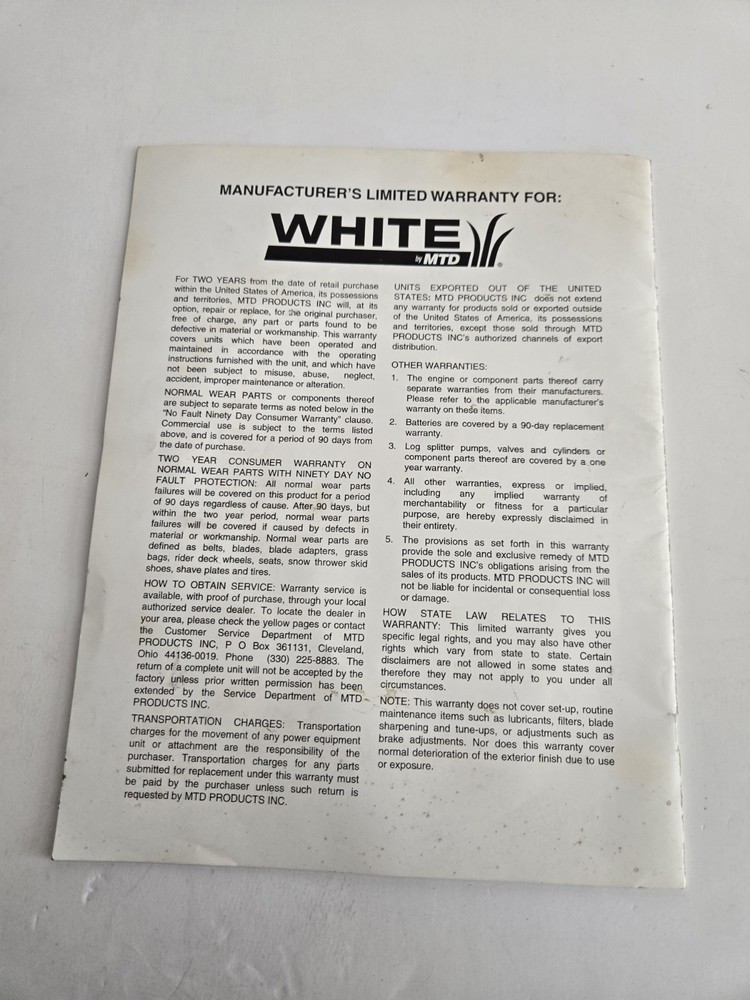 MANUFACTURER'S LIMITED WARRANTY FOR:
WHITE
by MTD
For TWO YEARS from the date of retail purchase
within the United States of America, its possessions
and territories, MTD PRODUCTS INC will, at its
option, repair or replace, for the original purchaser,
free of charge, any part or parts found to be
defective in material or workmanship. This warranty
covers units which have been operated and
maintained in accordance with the operating
instructions furnished with the unit, and which have
not been subject to misuse, abuse, neglect,
accident, improper maintenance or alteration.
NORMAL WEAR PARTS or components thereof
are subject to separate terms as noted below in the
"No Fault Ninety Day Consumer Warranty" clause.
Commercial use is subject to the terms listed
above, and is covered for a period of 90 days from
the date of purchase.
TWO YEAR CONSUMER WARRANTY ON
NORMAL WEAR PARTS WITH NINETY DAY NO
FAULT PROTECTION: All normal wear parts
failures will be covered on this product for a period
of 90 days regardless of cause. After 90 days, but
within the two year period, normal wear parts
failures will be covered if caused by defects in
material or workmanship. Normal wear parts are
defined as belts, blades, blade adapters, grass
bags, rider deck wheels, seats, snow thrower skid
shoes, shave plates and tires.
HOW TO OBTAIN SERVICE: Warranty service is
available, with proof of purchase, through your local
authorized service dealer. To locate the dealer in
your area, please check the yellow pages or contact
the Customer Service Department of MTD
PRODUCTS INC, P O Box 361131, Cleveland,
Ohio 44136-0019. Phone (330) 225-8883. The
return of a complete unit will not be accepted by the
factory unless prior written permission has been
extended by the Service Department of MTD
PRODUCTS INC.
TRANSPORTATION CHARGES: Transportation
charges for the movement of any power equipment
unit or attachment are the responsibility of the
purchaser. Transportation charges for any parts
submitted for replacement under this warranty must
be paid by the purchaser unless such return is
requested by MTD PRODUCTS INC.
UNITS EXPORTED OUT OF THE UNITED
STATES: MTD PRODUCTS INC does not extend
any warranty for products sold or exported outside
of the United States of America, its possessions
and territories, except those sold through MTD
PRODUCTS INC's authorized channels of export
distribution.
OTHER WARRANTIES:
1. The engine or component parts thereof carry
separate warranties from their manufacturers.
Please refer to the applicable manufacturer's
warranty on these items.
2. Batteries are covered by a 90-day replacement
warranty.
3. Log splitter pumps, valves and cylinders or
component parts thereof are covered by a one
year warranty.
4. All other warranties, express or implied,
including any implied warranty of
merchantability or fitness for a particular
purpose, are hereby expressly disclaimed in
their entirety.
5. The provisions as set forth in this warranty
provide the sole and exclusive remedy of MTD
PRODUCTS INC's obligations arising from the
sales of its products. MTD PRODUCTS INC will
not be liable for incidental or consequential loss
or damage.
HOW STATE LAW RELATES TO THIS
WARRANTY: This limited warranty gives you
specific legal rights, and you may also have other
rights which vary from state to state. Certain
disclaimers are not allowed in some states and
therefore they may not apply to you under all
circumstances.
NOTE: This warranty does not cover set-up, routine
maintenance items such as lubricants, filters, blade
sharpening and tune-ups, or adjustments such as
brake adjustments. Nor does this warranty cover
normal deterioration of the exterior finish due to use
or exposure.